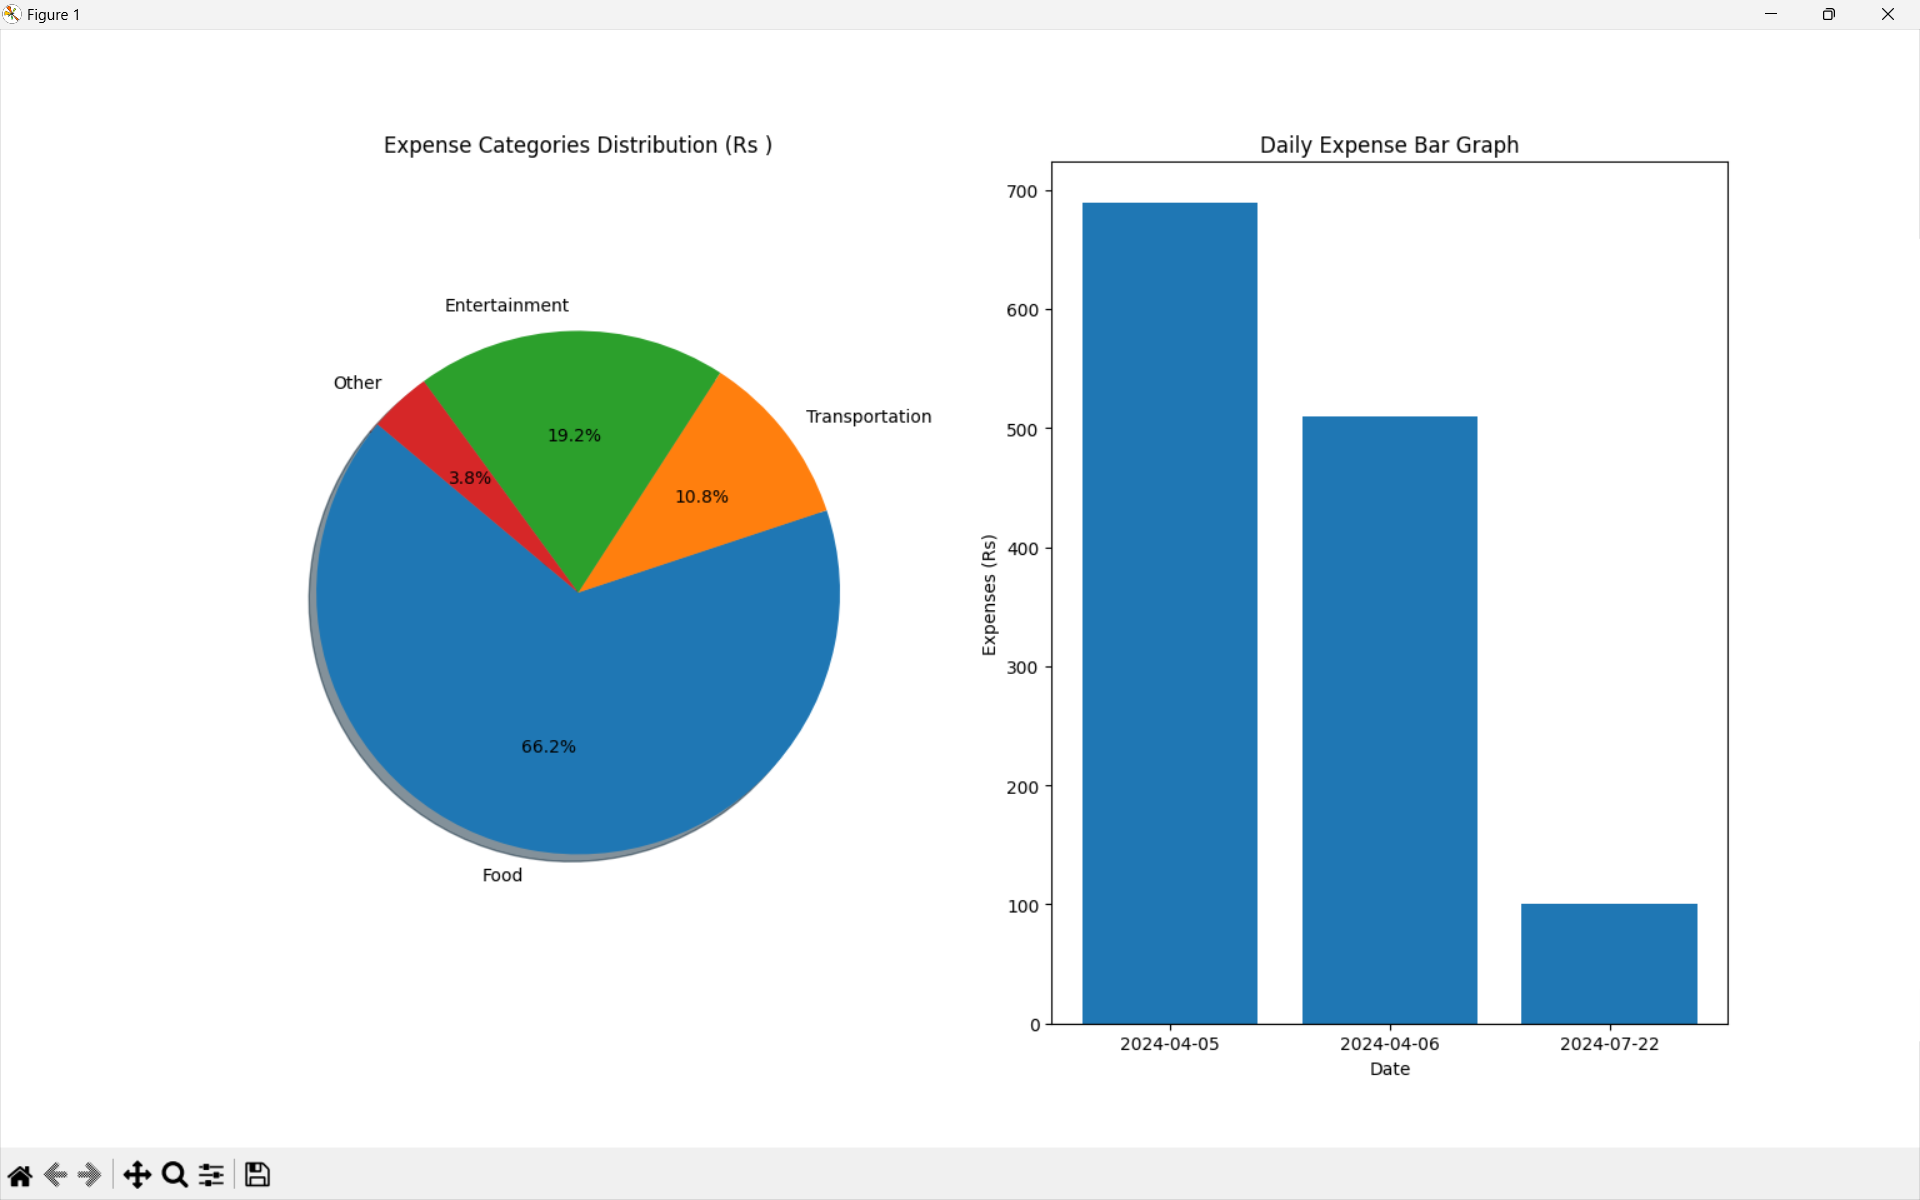 Figure 1
Expense Categories Distribution (Rs )
Entertainment
Other
Transportation
19.2%
3.8%
10.8%
66.2%
Food
Daily Expense Bar Graph
700
600
500
400
300
200
100
0
Expenses (Rs)
2024-04-05 2024-04-06 2024-07-22
Date